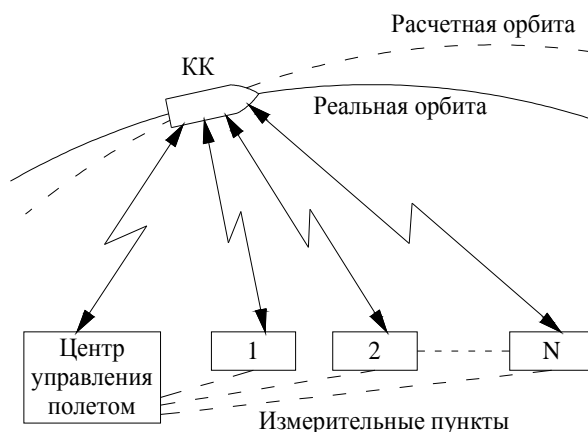 Расчетная орбита
КК
Реальная орбита
Центр
управления
полетом
1
2
N
Измерительные пункты